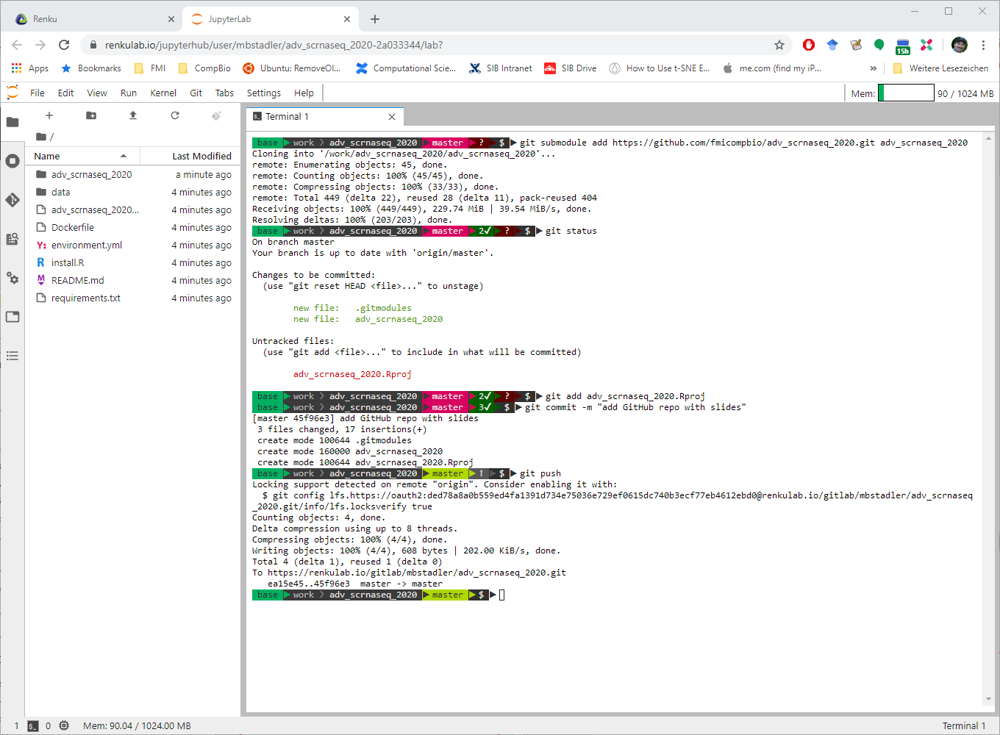 Renku
JupyterLab
renkulab.io/jupyterhub/user/mbstadler/adv_scrnaseq_2020-2a033344/lab?
15h
Apps Bookmarks FMI CompBio Ubuntu: RemoveOl... Computational Scie... SIB Intranet SIB Drive How to Use t-SNE E... me.com (find my iP... » Weitere Lesezeichen
File Edit View Run Kernel Git Tabs Settings Help
Mem: 90 / 1024 MB
/
Name Last Modified
adv_scrnaseq_2020 a minute ago
data 4 minutes ago
adv_scrnaseq_2020... 4 minutes ago
Dockerfile 4 minutes ago
Y: environment.yml 4 minutes ago
R install.R 4 minutes ago
M README.md 4 minutes ago
requirements.txt 4 minutes ago
Terminal 1
base work adv_scrnaseq_2020 master ? $ git submodule add https://github.com/fmicompbio/adv_scrnaseq_2020.git adv_scrnaseq_2020
Cloning into '/work/adv_scrnaseq_2020/adv_scrnaseq_2020'...
remote: Enumerating objects: 45, done.
remote: Counting objects: 100% (45/45), done.
remote: Compressing objects: 100% (33/33), done.
remote: Total 449 (delta 22), reused 28 (delta 11), pack-reused 404
Receiving objects: 100% (449/449), 229.74 MiB | 39.54 MiB/s, done.
Resolving deltas: 100% (203/203), done.
base work adv_scrnaseq_2020 master 2✔ ? $ git status
On branch master
Your branch is up to date with 'origin/master'.
Changes to be committed:
(use "git reset HEAD <file>..." to unstage)
new file: .gitmodules
new file: adv_scrnaseq_2020
Untracked files:
(use "git add <file>..." to include in what will be committed)
adv_scrnaseq_2020.Rproj
base work adv_scrnaseq_2020 master 2✔ ? $ git add adv_scrnaseq_2020.Rproj
base work adv_scrnaseq_2020 master 3✔ $ git commit -m "add GitHub repo with slides"
[master 45f96e3] add GitHub repo with slides
3 files changed, 17 insertions(+)
create mode 100644 .gitmodules
create mode 160000 adv_scrnaseq_2020
create mode 100644 adv_scrnaseq_2020.Rproj
base work adv_scrnaseq_2020 master ↑ $ git push
Locking support detected on remote "origin". Consider enabling it with:
$ git config lfs.https://oauth2:ded78a8a0b559ed4fa1391d734e75036e729ef0615dc740b3ecf77eb4612ebd0@renkulab.io/gitlab/mbstadler/adv_scrnaseq
_2020.git/info/lfs.locksverify true
Counting objects: 4, done.
Delta compression using up to 8 threads.
Compressing objects: 100% (4/4), done.
Writing objects: 100% (4/4), 608 bytes | 202.00 KiB/s, done.
Total 4 (delta 1), reused 1 (delta 0)
To https://renkulab.io/gitlab/mbstadler/adv_scrnaseq_2020.git
ea15e45..45f96e3 master -> master
base work adv_scrnaseq_2020 master $
1 0 Mem: 90.04 / 1024.00 MB
Terminal 1